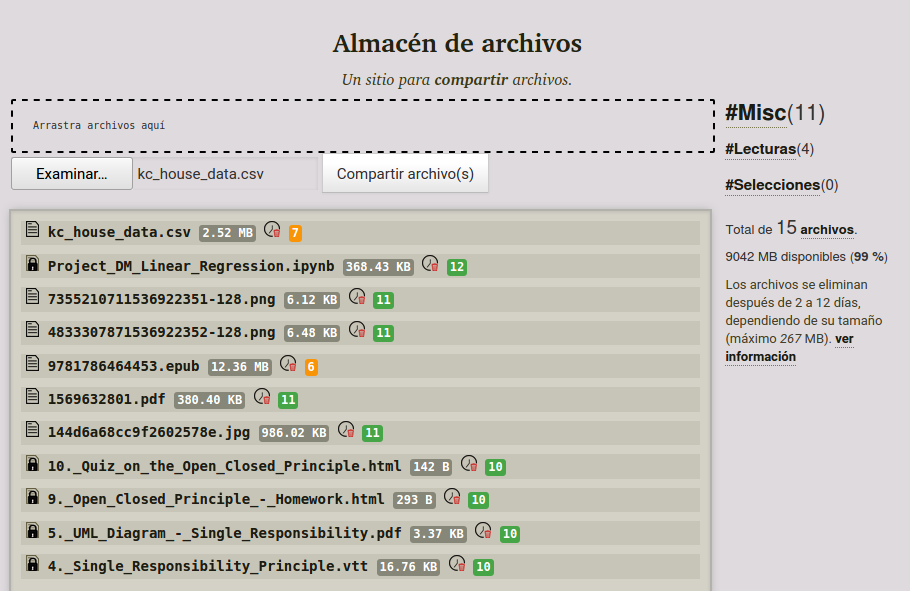 Almacén de archivos
Un sitio para compartir archivos.
Arrastra archivos aquí
Examinar... kc_house_data.csv Compartir archivo(s)
kc_house_data.csv 2.52 MB 7
Project_DM_Linear_Regression.ipynb 368.43 KB 12
7355210711536922351-128.png 6.12 KB 11
4833307871536922352-128.png 6.48 KB 11
9781786464453.epub 12.36 MB 6
1569632801.pdf 380.40 KB 11
144d6a68cc9f2602578e.jpg 986.02 KB 11
10._Quiz_on_the_Open_Closed_Principle.html 142 B 10
9._Open_Closed_Principle_-_Homework.html 293 B 10
5._UML_Diagram_-_Single_Responsibility.pdf 3.37 KB 10
4._Single_Responsibility_Principle.vtt 16.76 KB 10
#Misc(11)
#Lecturas(4)
#Selecciones(0)
Total de 15 archivos.
9042 MB disponibles (99 %)
Los archivos se eliminan
después de 2 a 12 días,
dependiendo de su tamaño
(máximo 267 MB). ver
información